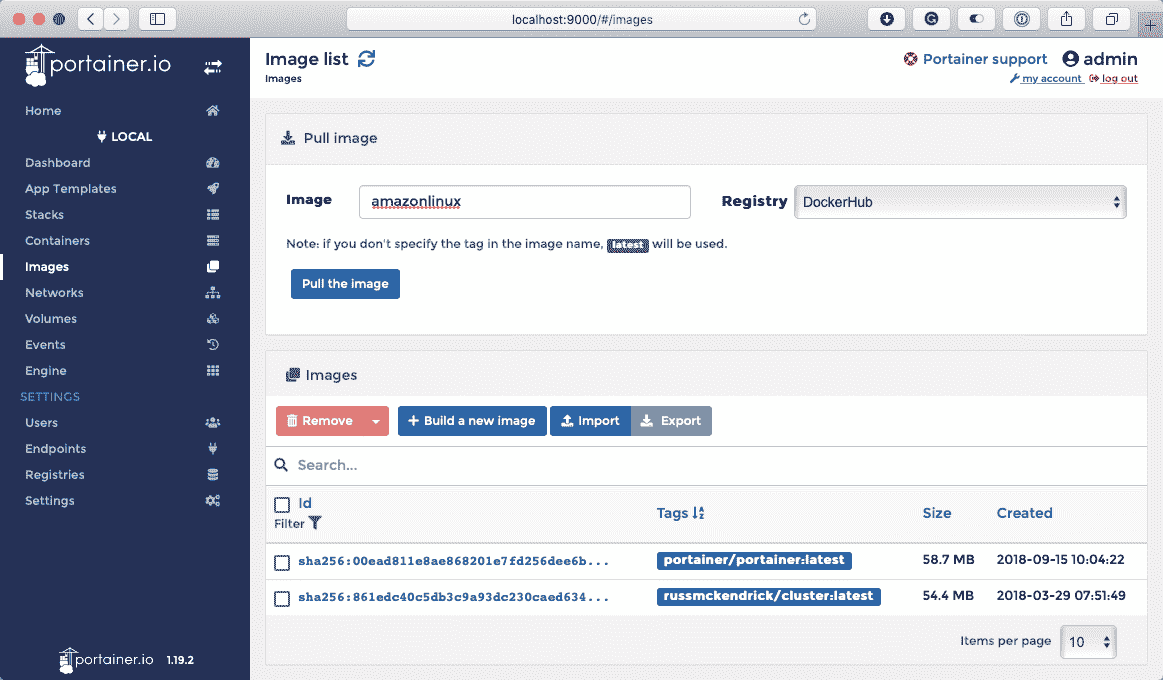 localhost:9000/#/images
portainer.io
Home
LOCAL
Dashboard
App Templates
Stacks
Containers
Images
Networks
Volumes
Events
Engine
SETTINGS
Users
Endpoints
Registries
Settings
portainer.io 1.19.2
Image list
Images
Portainer support admin
my account log out
Pull image
Image amazonlinux Registry DockerHub
Note: if you don't specify the tag in the image name, latest will be used.
Pull the image
Images
Remove Build a new image Import Export
Search...
Id
Filter
Tags Size Created
sha256:00ead811e8ae868201e7fd256dee6b... portainer/portainer:latest 58.7 MB 2018-09-15 10:04:22
sha256:861edc40c5db3c9a93dc230caed634... russmckendrick/cluster:latest 54.4 MB 2018-03-29 07:51:49
Items per page 10